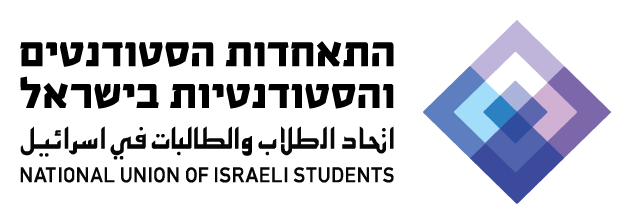 התאחדות הסטודנטים
והסטודנטיות בישראל
اتحاد الطلاب والطالبات في اسرائيل
NATIONAL UNION OF ISRAELI STUDENTS